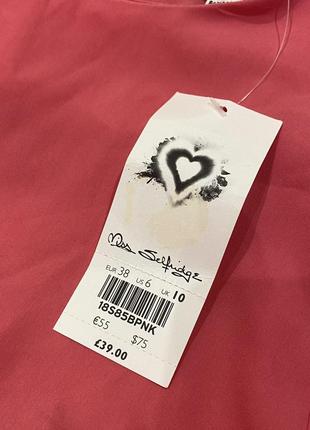 Miss Selfridge
EUR 38 US 6 UK 10
18S85BPNK
€55 $75
£39.00